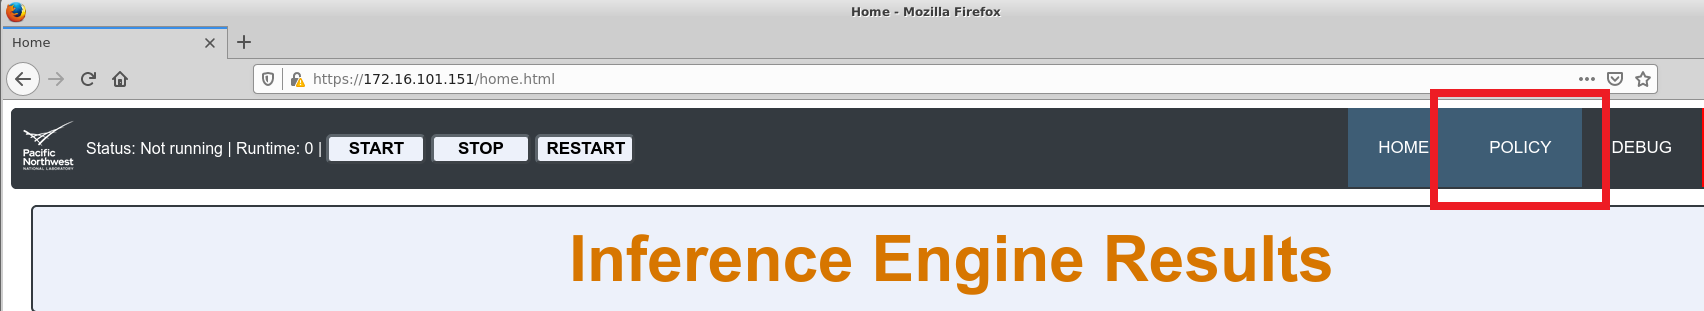 Home - Mozilla Firefox
Home
https://172.16.101.151/home.html
Pacific
Northwest
NATIONAL LABORATORY
Status: Not running | Runtime: 0 | START STOP RESTART HOME POLICY DEBUG
Inference Engine Results